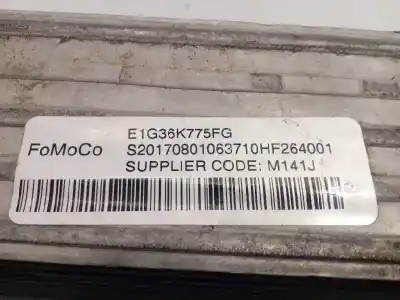 E1G36K775FG
FoMoCo
S20170801063710HF264001
SUPPLIER CODE: M141J